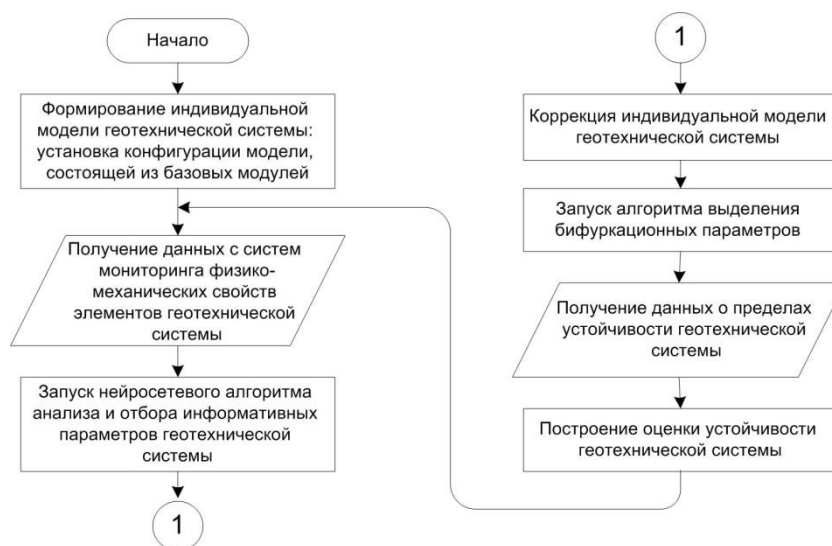 Начало
Формирование индивидуальной
модели геотехнической системы:
установка конфигурации модели,
состоящей из базовых модулей
Получение данных с систем
мониторинга физико-
механических свойств
элементов геотехнической
системы
Запуск нейросетевого алгоритма
анализа и отбора информативных
параметров геотехнической
системы
1
1
Коррекция индивидуальной модели
геотехнической системы
Запуск алгоритма выделения
бифуркационных параметров
Получение данных о пределах
устойчивости геотехнической
системы
Построение оценки устойчивости
геотехнической системы